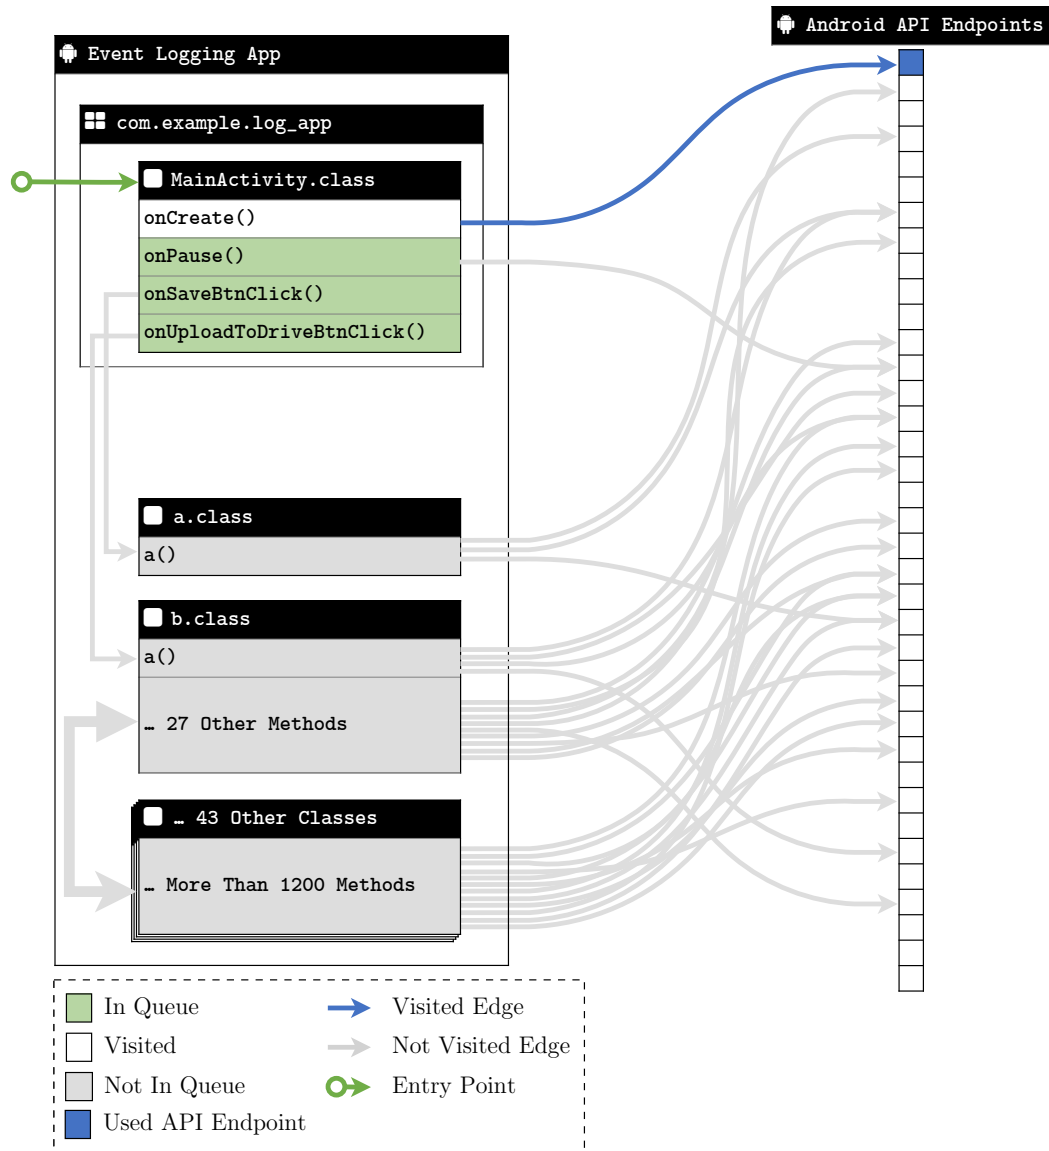 Android API Endpoints
Event Logging App
com.example.log_app
MainActivity.class
onCreate()
onPause()
onSaveBtnClick()
onUploadToDriveBtnClick()
a.class
a()
b.class
a()
… 27 Other Methods
… 43 Other Classes
… More Than 1200 Methods
In Queue
Visited Edge
Visited
Not Visited Edge
Not In Queue
Entry Point
Used API Endpoint